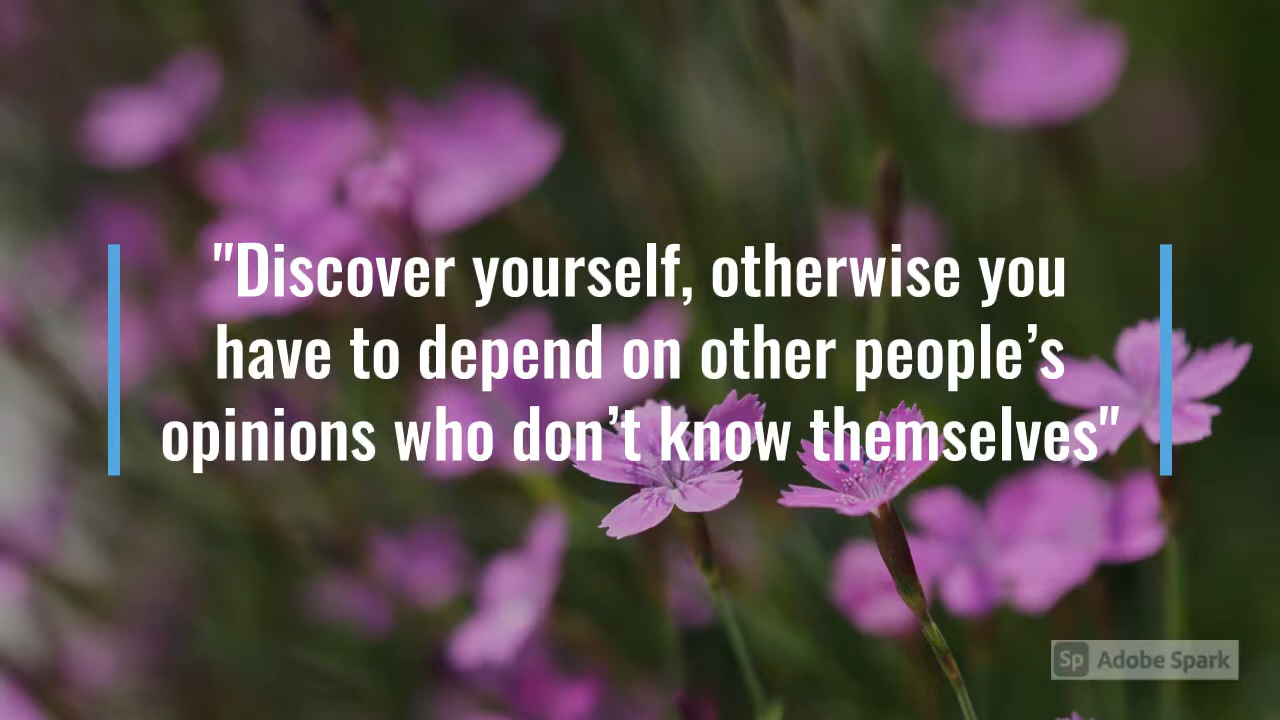 "Discover yourself, otherwise you
have to depend on other people’s
opinions who don’t know themselves"
Sp Adobe Spark